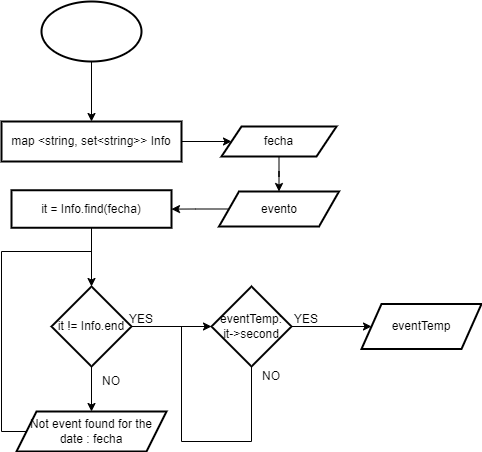 map <string, set<string>> Info
fecha
it = Info.find(fecha)
evento
it != Info.end
YES
eventTemp:
it->second
YES
eventTemp
NO
NO
Not event found for the
date : fecha